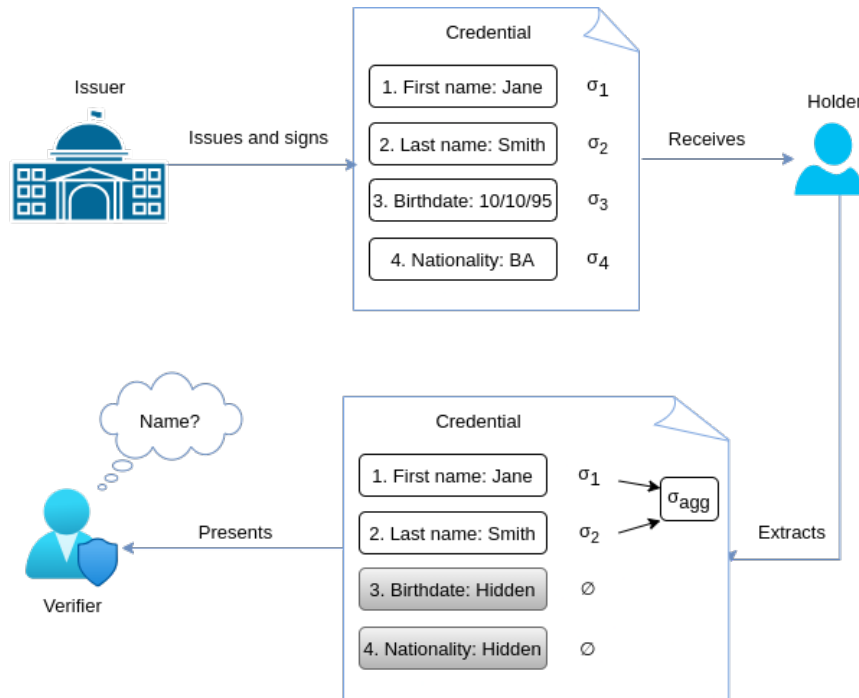 Credential
Issuer
1. First name: Jane σ1
Holder
Issues and signs
2. Last name: Smith σ2
Receives
3. Birthdate: 10/10/95 σ3
4. Nationality: BA σ4
Name?
Credential
1. First name: Jane σ1
σagg
Presents
2. Last name: Smith σ2
Extracts
Verifier
3. Birthdate: Hidden ∅
4. Nationality: Hidden ∅